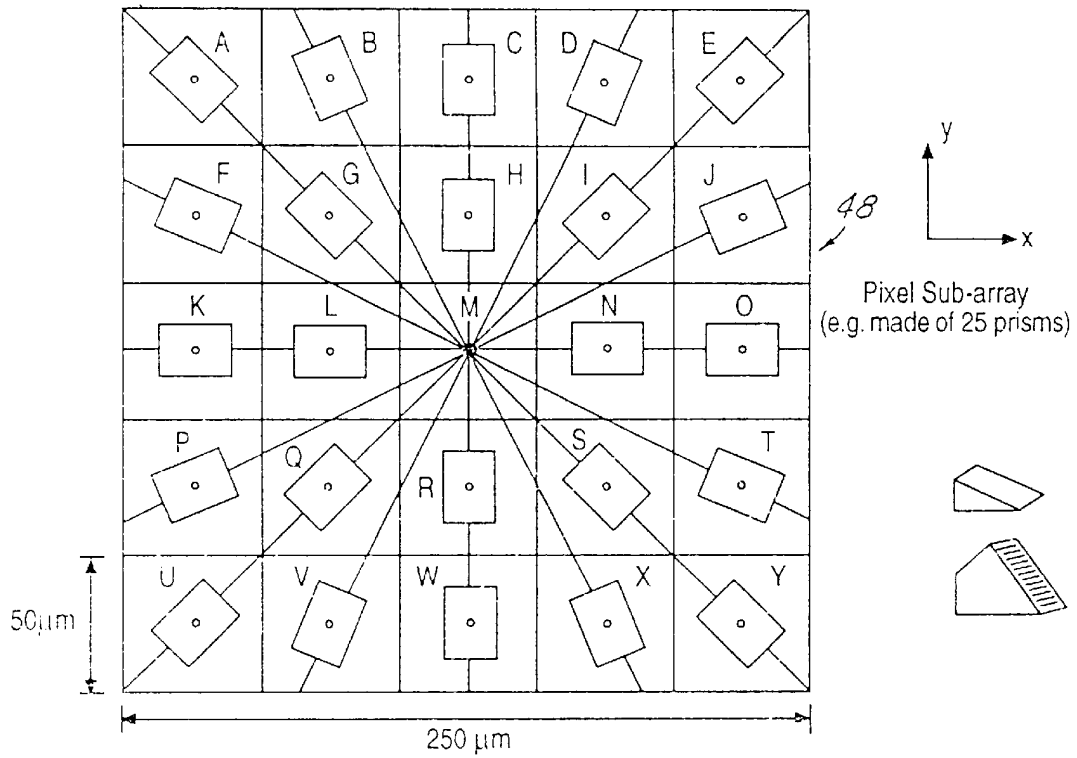 A B C D E
y
F G H I J
48
x
Pixel Sub-array
(e.g. made of 25 prisms)
K L M N O
P Q R S T
U V W X Y
50μm
250 μm